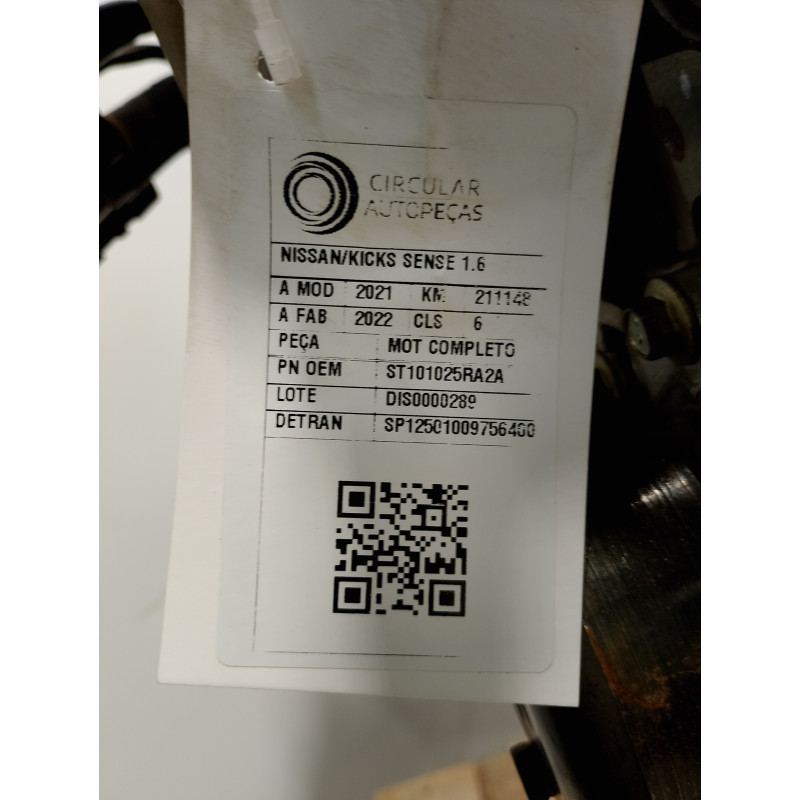 CIRCULAR
AUTOPEÇAS
NISSAN/KICKS SENSE 1.6
A MOD 2021 KM 211148
A FAB 2022 CLS 6
PEÇA MOT COMPLETO
PN OEM ST101025RA2A
LOTE DIS0000289
DETRAN SP12501009756400